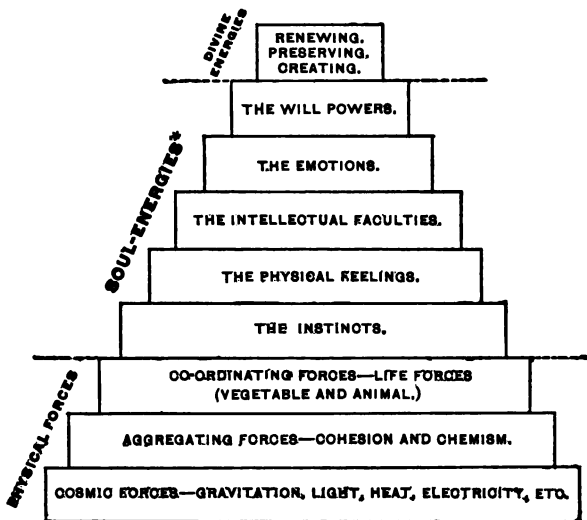 DIVINE
ENERGIES
RENEWING.
PRESERVING.
CREATING.
SOUL-ENERGIES*
THE WILL POWERS.
THE EMOTIONS.
THE INTELLECTUAL FACULTIES.
THE PHYSICAL FEELINGS.
THE INSTINCTS.
PHYSICAL FORCES
CO-ORDINATING FORCES—LIFE FORCES
(VEGETABLE AND ANIMAL.)
AGGREGATING FORCES—COHESION AND CHEMISM.
COSMIC FORCES—GRAVITATION, LIGHT, HEAT, ELECTRICITY, ETC.